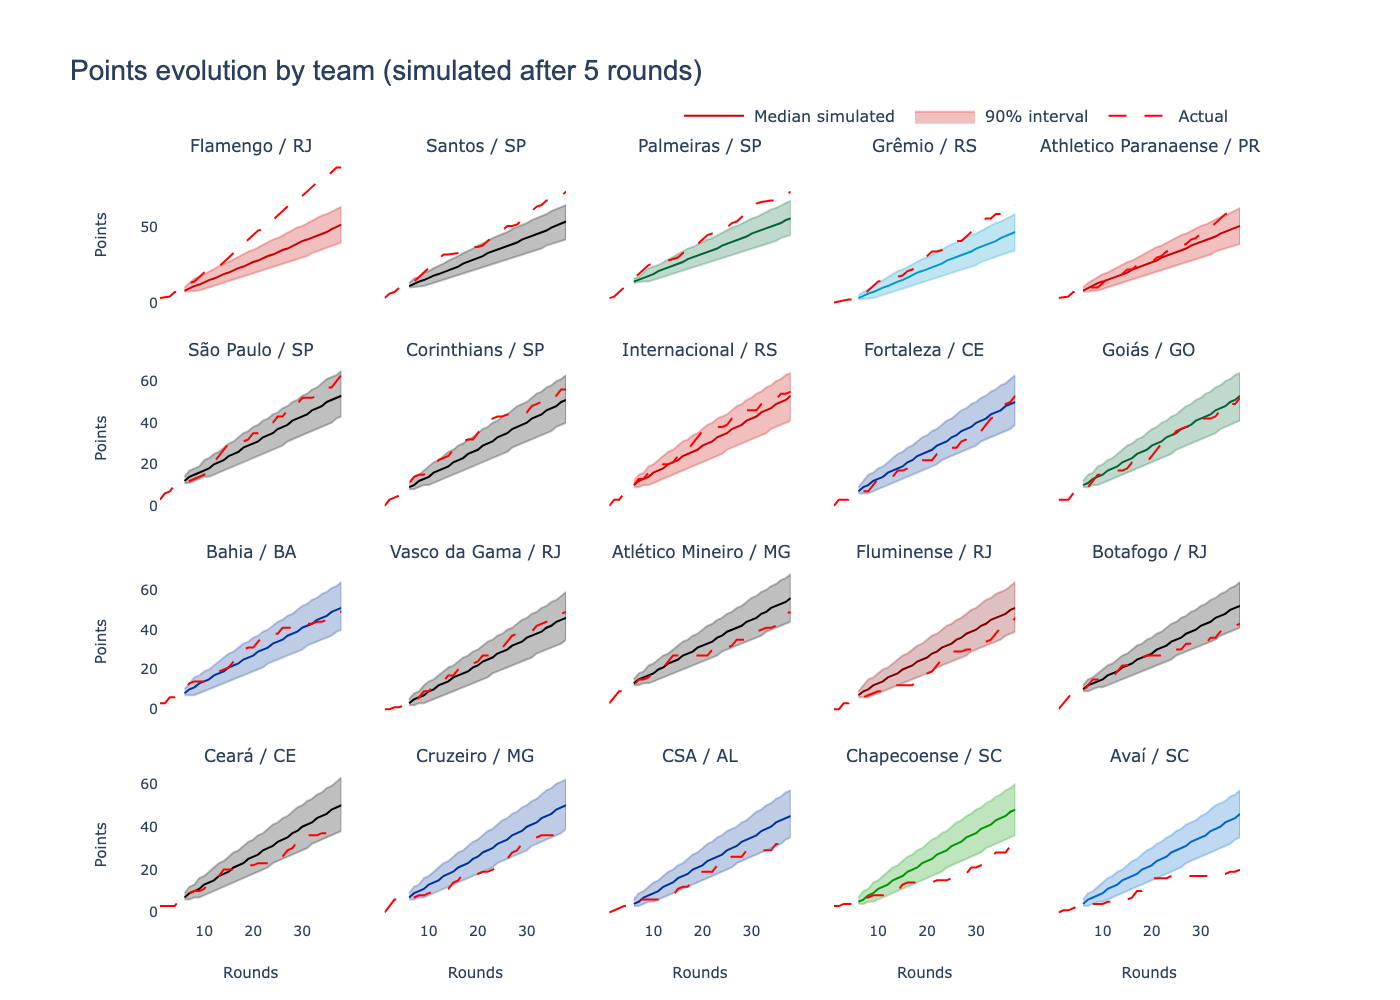 Points evolution by team (simulated after 5 rounds)
Median simulated 90% interval Actual
Flamengo / RJ Santos / SP Palmeiras / SP Grêmio / RS Athletico Paranaense / PR
Points
50
0
São Paulo / SP Corinthians / SP Internacional / RS Fortaleza / CE Goiás / GO
Points
60
40
20
0
Bahia / BA Vasco da Gama / RJ Atlético Mineiro / MG Fluminense / RJ Botafogo / RJ
Points
60
40
20
0
Ceará / CE Cruzeiro / MG CSA / AL Chapecoense / SC Avaí / SC
Points
60
40
20
0
10 20 30 10 20 30 10 20 30 10 20 30 10 20 30
Rounds Rounds Rounds Rounds Rounds